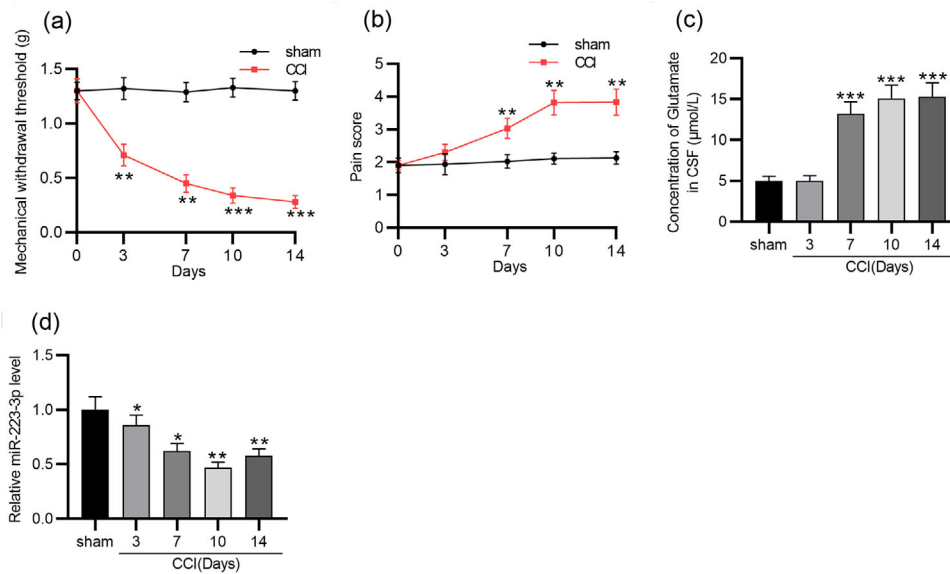 (a)
Mechanical withdrawal threshold (g)
sham
CCI
1.5
1.0
0.5
0.0
**
**
***
***
0 3 7 10 14
Days
(b)
Pain score
sham
CCI
5
4
3
2
1
0
**
**
**
0 3 7 10 14
Days
(c)
Concentration of Glutamate
in CSF (μmol/L)
20
15
10
5
0
***
***
***
sham 3 7 10 14
CCI(Days)
(d)
Relative miR-223-3p level
1.5
1.0
0.5
0.0
*
*
**
**
sham 3 7 10 14
CCI(Days)